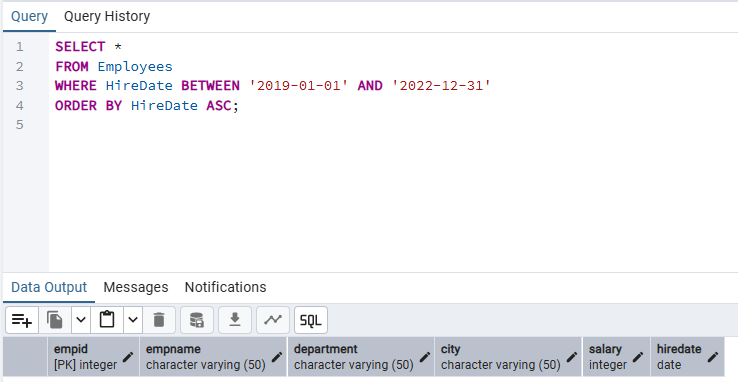 Query Query History
1 SELECT *
2 FROM Employees
3 WHERE HireDate BETWEEN '2019-01-01' AND '2022-12-31'
4 ORDER BY HireDate ASC;
5
Data Output Messages Notifications
SQL
empid empname department city salary hiredate
[PK] integer character varying (50) character varying (50) character varying (50) integer date